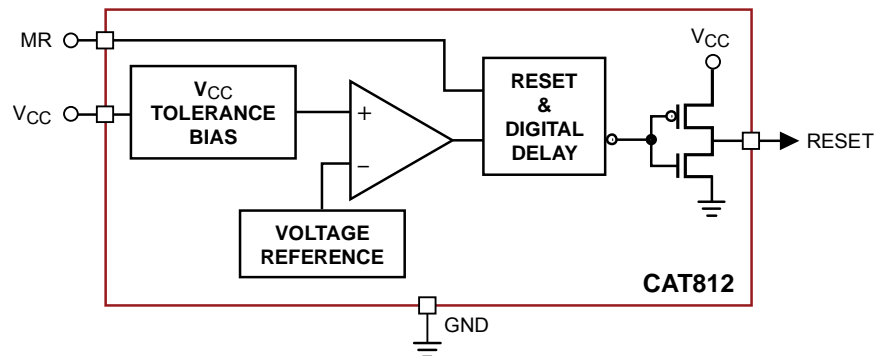 MR
VCC
VCC
TOLERANCE
BIAS
+
−
VOLTAGE
REFERENCE
RESET
&
DIGITAL
DELAY
VCC
RESET
CAT812
GND